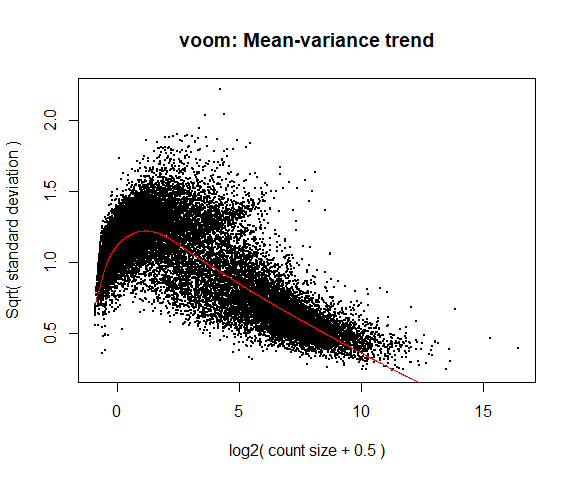 voom: Mean-variance trend
Sqrt( standard deviation )
2.0
1.5
1.0
0.5
0 5 10 15
log2( count size + 0.5 )